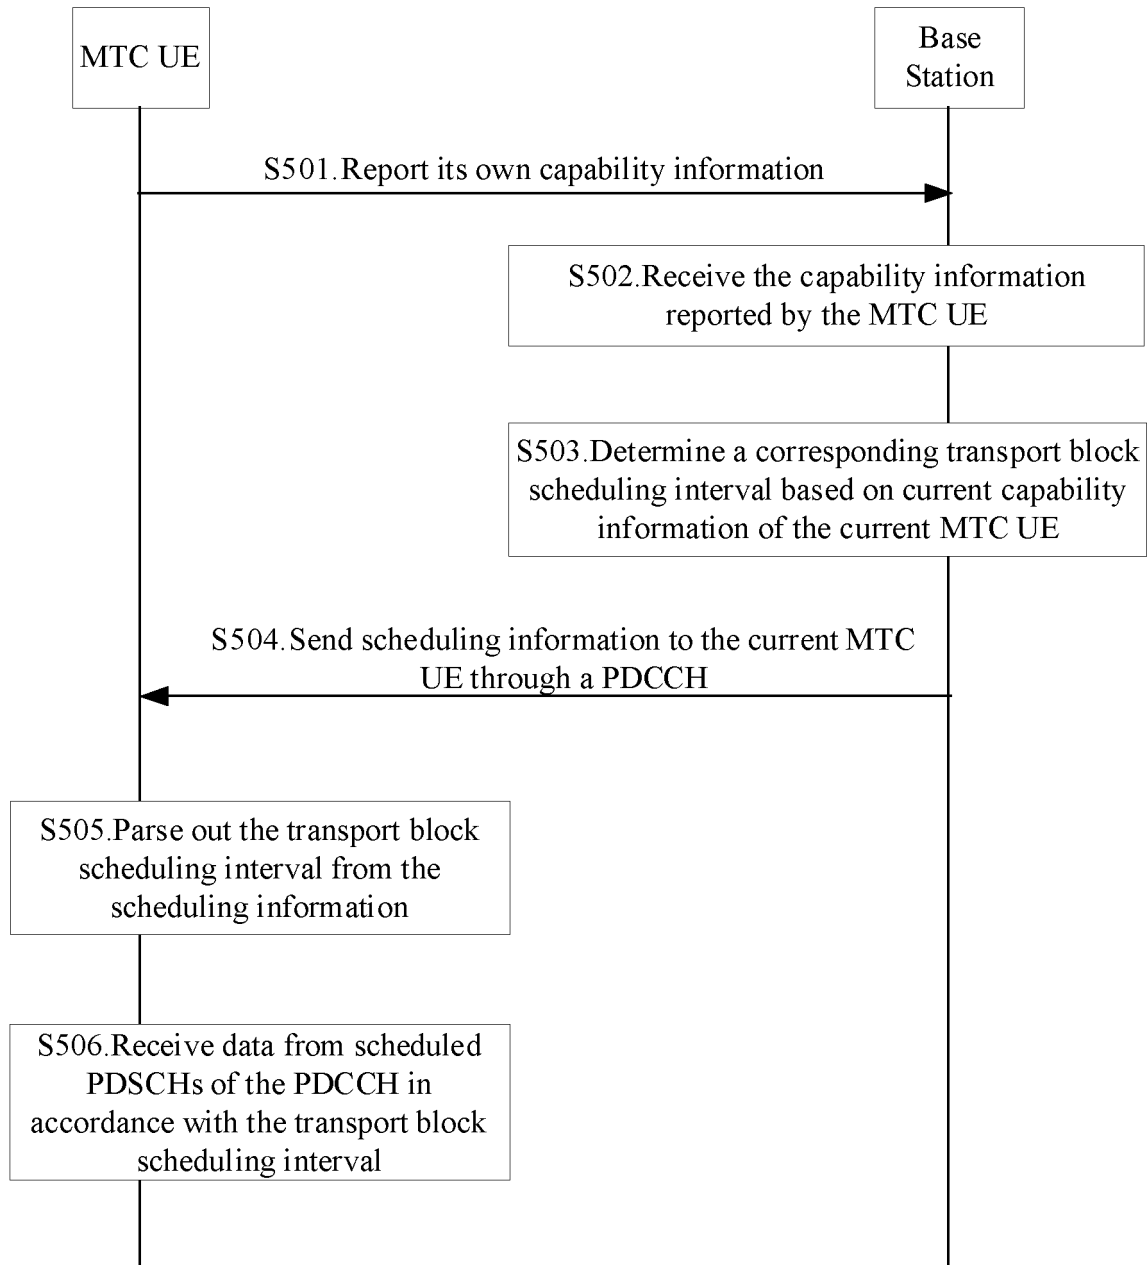 MTC UE
Base
Station
S501.Report its own capability information
S502.Receive the capability information
reported by the MTC UE
S503.Determine a corresponding transport block
scheduling interval based on current capability
information of the current MTC UE
S504.Send scheduling information to the current MTC
UE through a PDCCH
S505.Parse out the transport block
scheduling interval from the
scheduling information
S506.Receive data from scheduled
PDSCHs of the PDCCH in
accordance with the transport block
scheduling interval